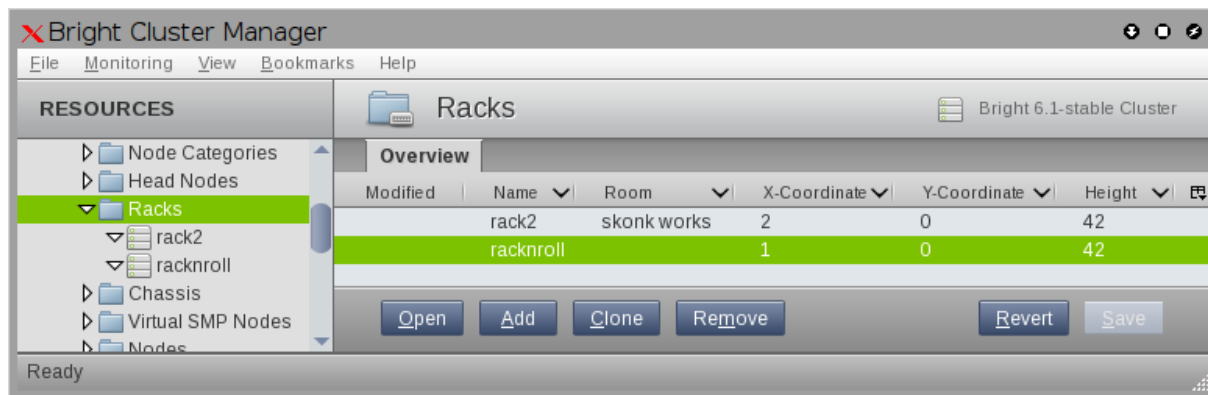 Bright Cluster Manager
File Monitoring View Bookmarks Help
RESOURCES
Racks
Bright 6.1-stable Cluster
Node Categories
Head Nodes
Racks
rack2
racknroll
Chassis
Virtual SMP Nodes
Nodes
Overview
Modified Name Room X-Coordinate Y-Coordinate Height
rack2 skonk works 2 0 42
racknroll 1 0 42
Open Add Clone Remove Revert Save
Ready